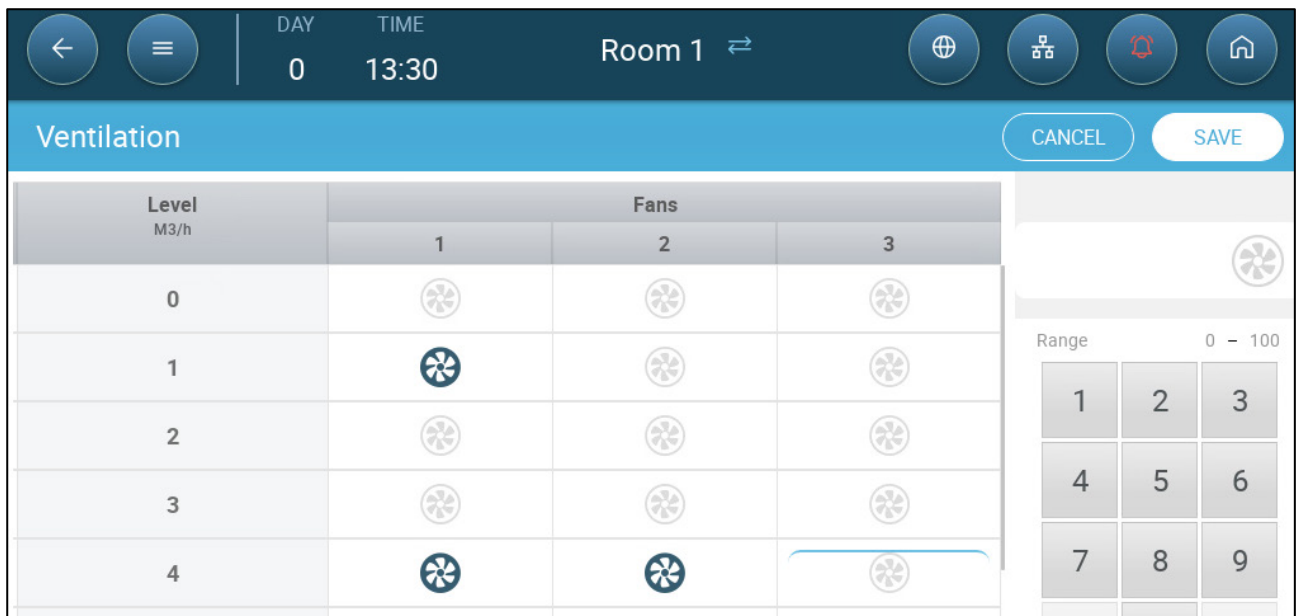 DAY TIME
0 13:30 Room 1
Ventilation CANCEL SAVE
Level Fans
M3/h
1 2 3
0
1
2
3
4
Range 0 – 100
1 2 3
4 5 6
7 8 9